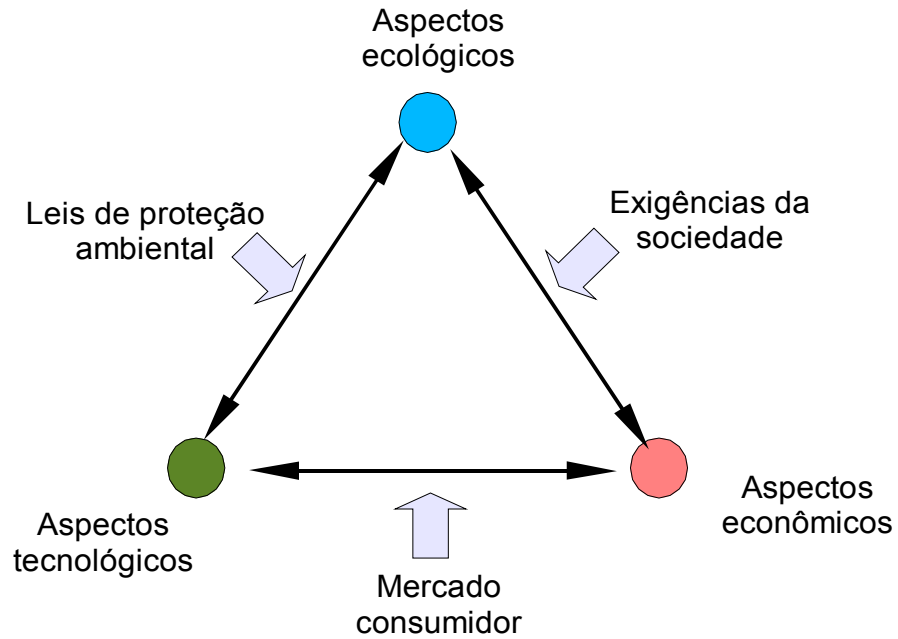 Aspectos
ecológicos
Leis de proteção
ambiental
Exigências da
sociedade
Aspectos
tecnológicos
Aspectos
econômicos
Mercado
consumidor